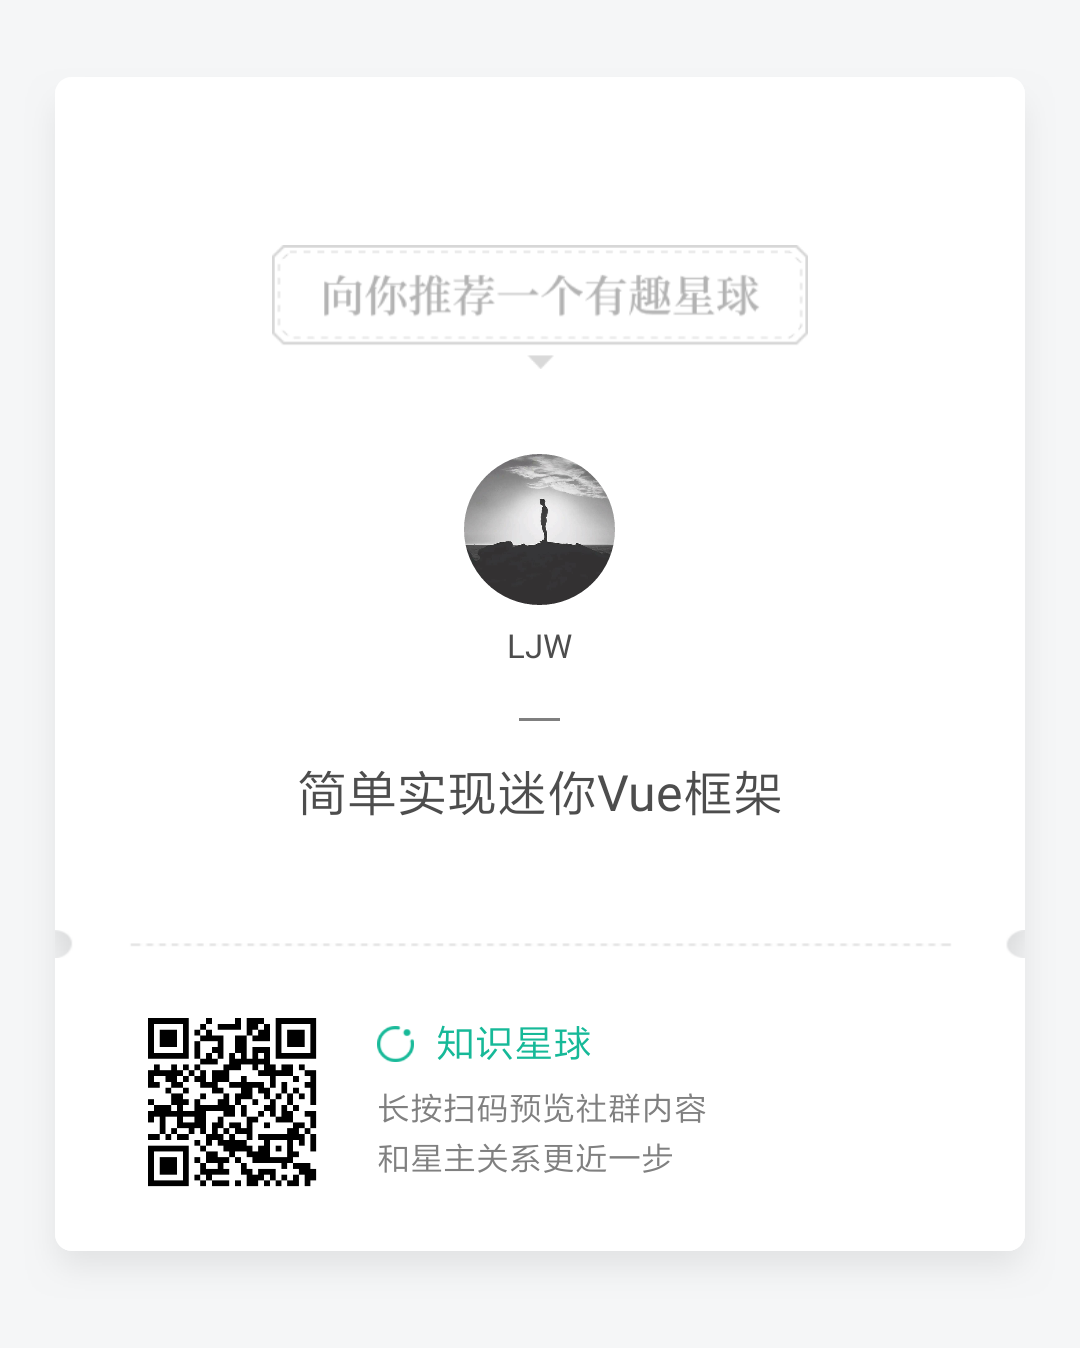 向你推荐一个有趣星球
LJW
简单实现迷你Vue框架
知识星球
长按扫码预览社群内容
和星主关系更近一步